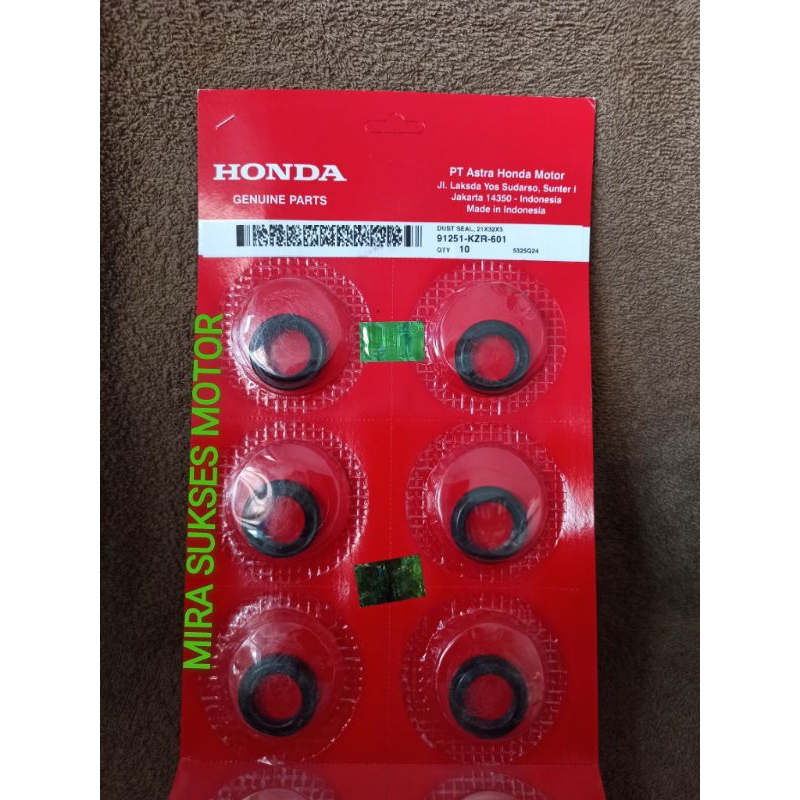 HONDA
GENUINE PARTS
PT Astra Honda Motor
Jl. Laksda Yos Sudarso, Sunter I
Jakarta 14350 - Indonesia
Made in Indonesia
DUST SEAL, 21X32X5
91251-KZR-601
QTY 10
5325Q24
MIRA SUKSES MOTOR